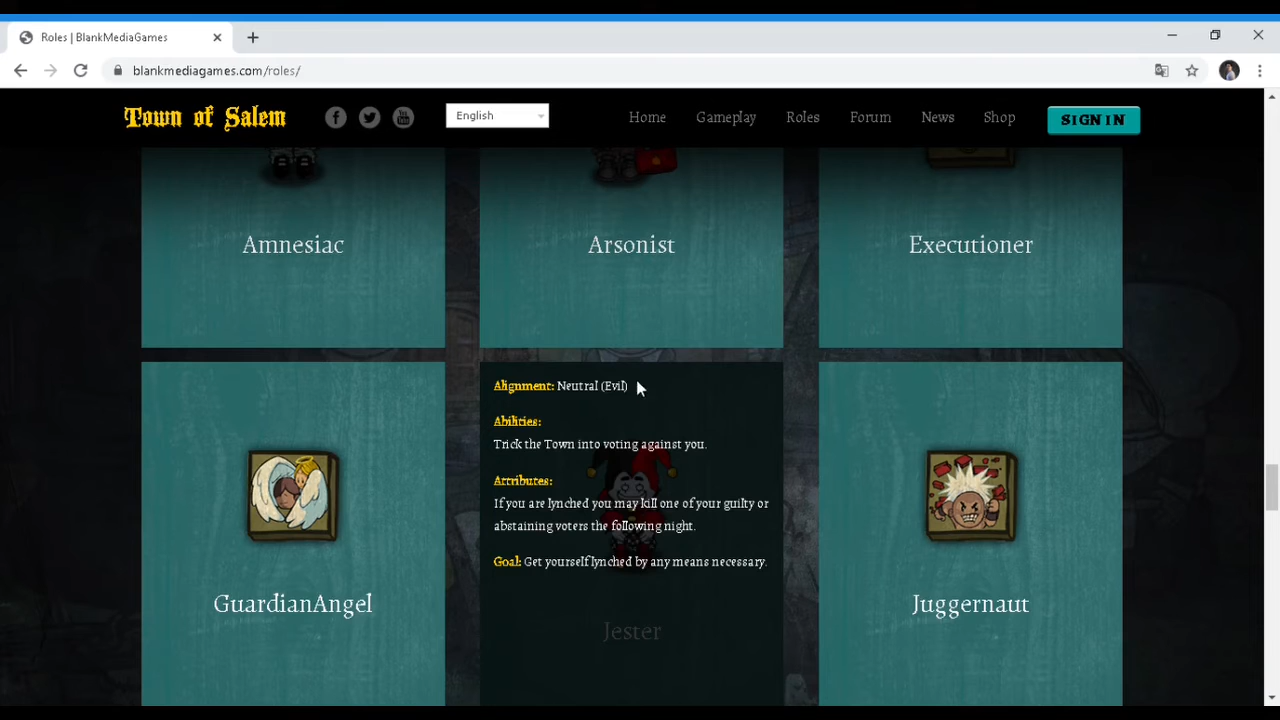 Roles | BlankMediaGames
blankmediagames.com/roles/
Town of Salem
English
Home
Gameplay
Roles
Forum
News
Shop
SIGN IN
Amnesiac
Arsonist
Executioner
Alignment: Neutral (Evil)
Abilities:
Trick the Town into voting against you.
Attributes:
If you are lynched you may kill one of your guilty or
abstaining voters the following night.
Goal: Get yourself lynched by any means necessary.
GuardianAngel
Jester
Juggernaut